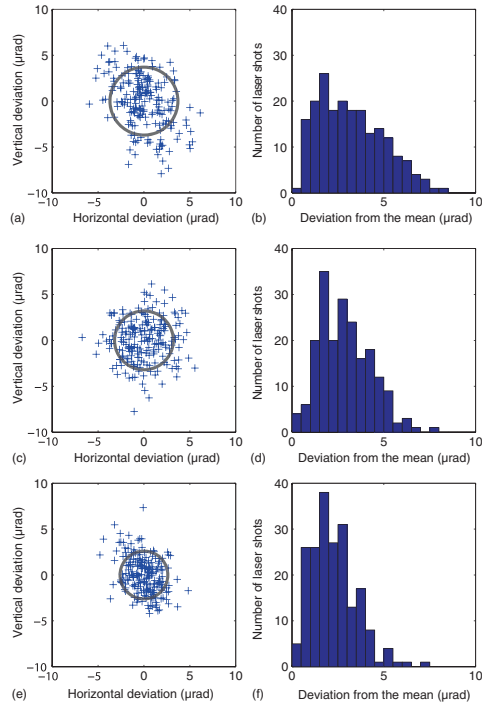 10
5
0
−5
−10
Vertical deviation (μrad)
−10 −5 0 5 10
(a) Horizontal deviation (μrad)
40
30
20
10
0
Number of laser shots
0 5 10
(b) Deviation from the mean (μrad)
10
5
0
−5
−10
Vertical deviation (μrad)
−10 −5 0 5 10
(c) Horizontal deviation (μrad)
40
30
20
10
0
Number of laser shots
0 5 10
(d) Deviation from the mean (μrad)
10
5
0
−5
−10
Vertical deviation (μrad)
−10 −5 0 5 10
(e) Horizontal deviation (μrad)
40
30
20
10
0
Number of laser shots
0 5 10
(f) Deviation from the mean (μrad)